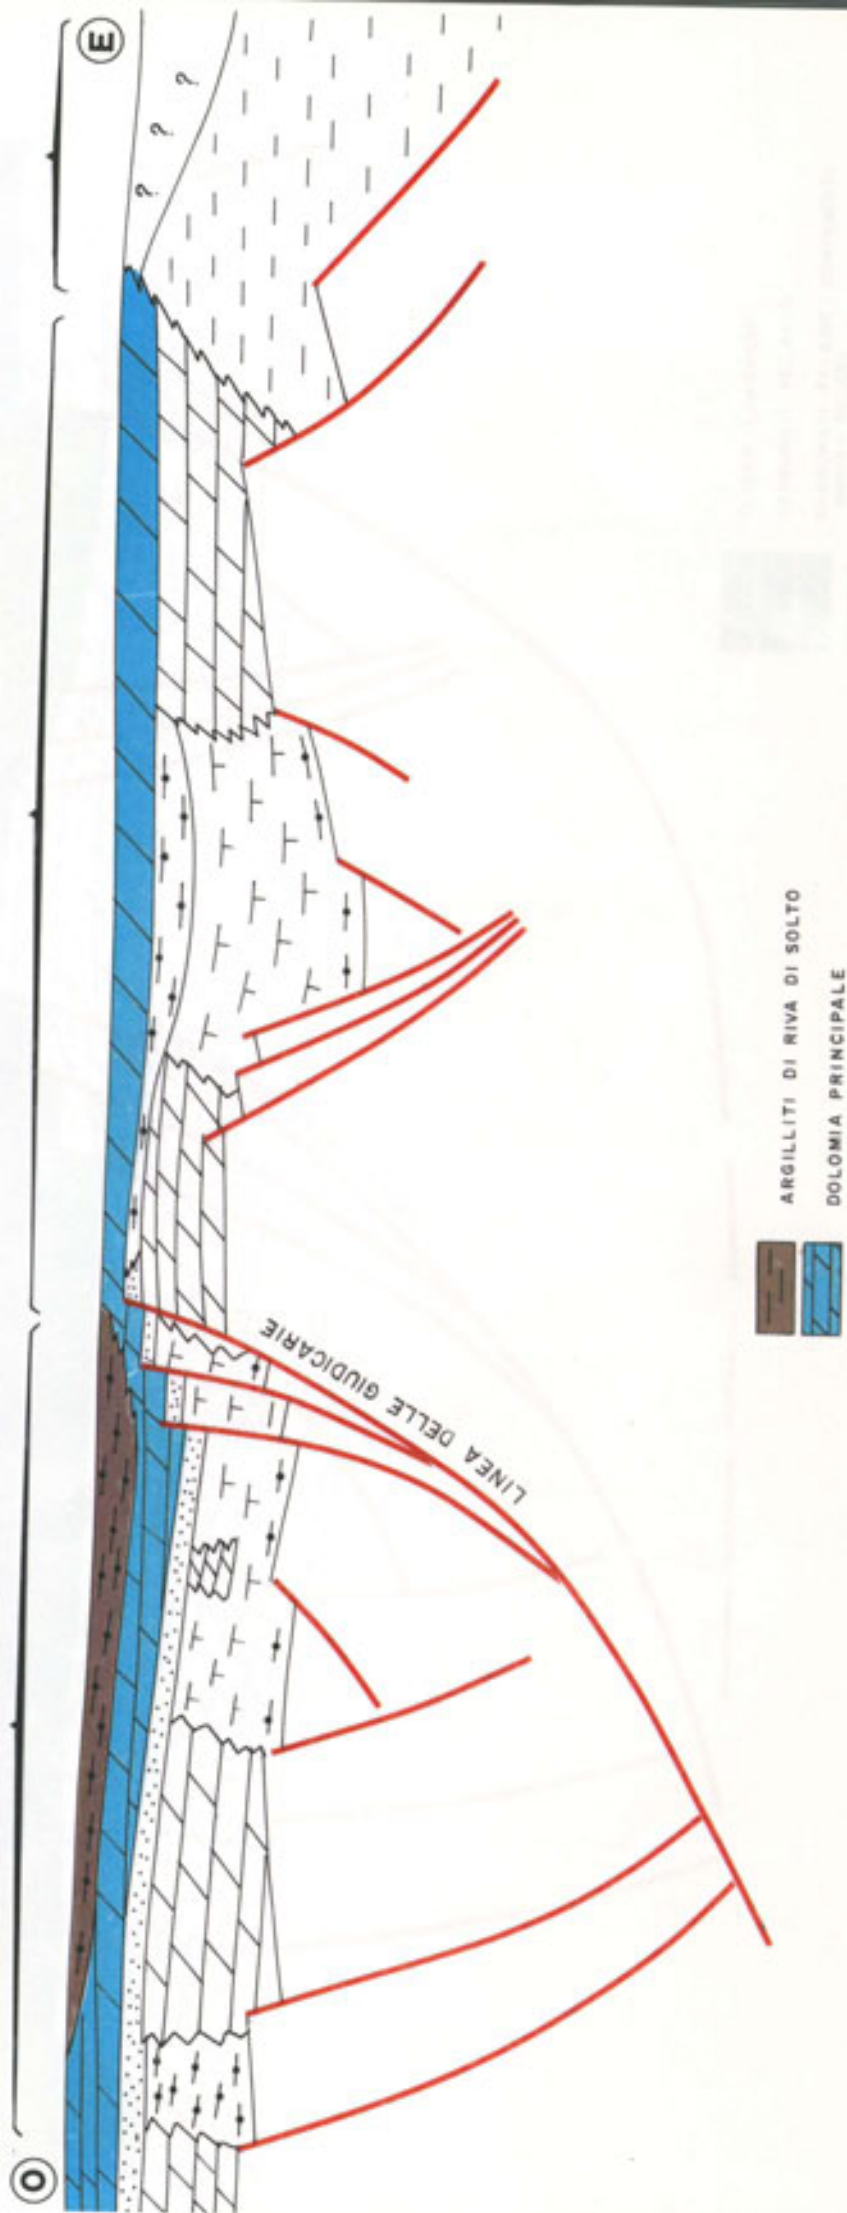 O
E
? ? ?
LINEA DELLE GIUDICARIE
ARGILLITI DI RIVA DI SOLTO
DOLOMIA PRINCIPALE